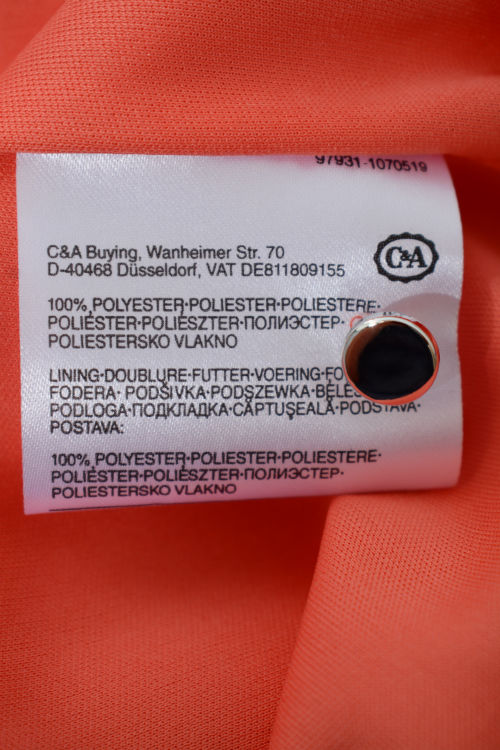 97931-1070519
C&A Buying, Wanheimer Str. 70
D-40468 Düsseldorf, VAT DE811809155
C&A
100% POLYESTER·POLIESTER·POLIESTERE·
POLIÉSTER·POLIÉSZTER·ПОЛИЭСТЕР·
POLIESTERSKO VLAKNO
LINING·DOUBLURE·FUTTER·VOERING·FO
FODERA· PODŠIVKA·PODSZEWKA·BÉLÉS
PODLOGA·ПОДКЛАДКА·CĂPTUŞEALĂ·PODSTAVA·
POSTAVA:
100% POLYESTER·POLIESTER·POLIESTERE·
POLIÉSTER·POLIÉSZTER·ПОЛИЭСТЕР·
POLIESTERSKO VLAKNO